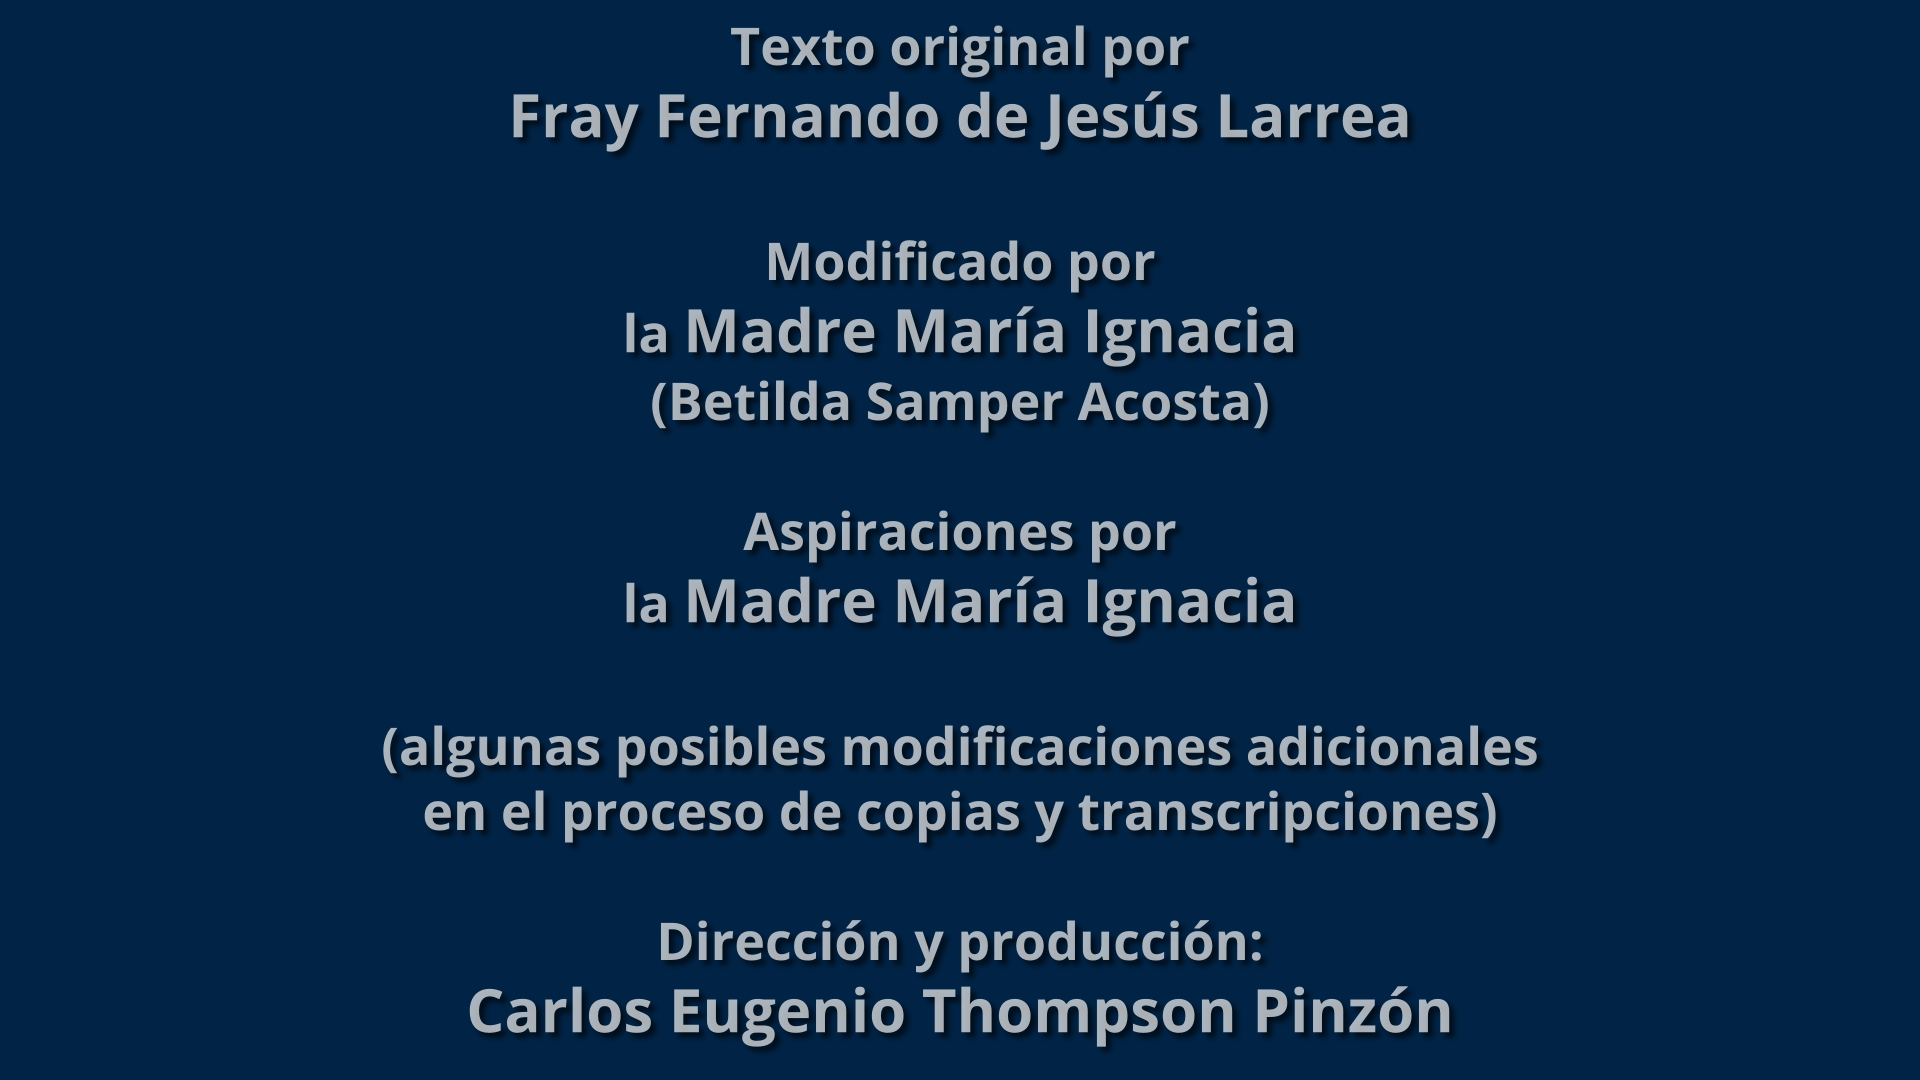 Texto original por
Fray Fernando de Jesús Larrea
Modificado por
la Madre María Ignacia
(Betilda Samper Acosta)
Aspiraciones por
la Madre María Ignacia
(algunas posibles modificaciones adicionales
en el proceso de copias y transcripciones)
Dirección y producción:
Carlos Eugenio Thompson Pinzón